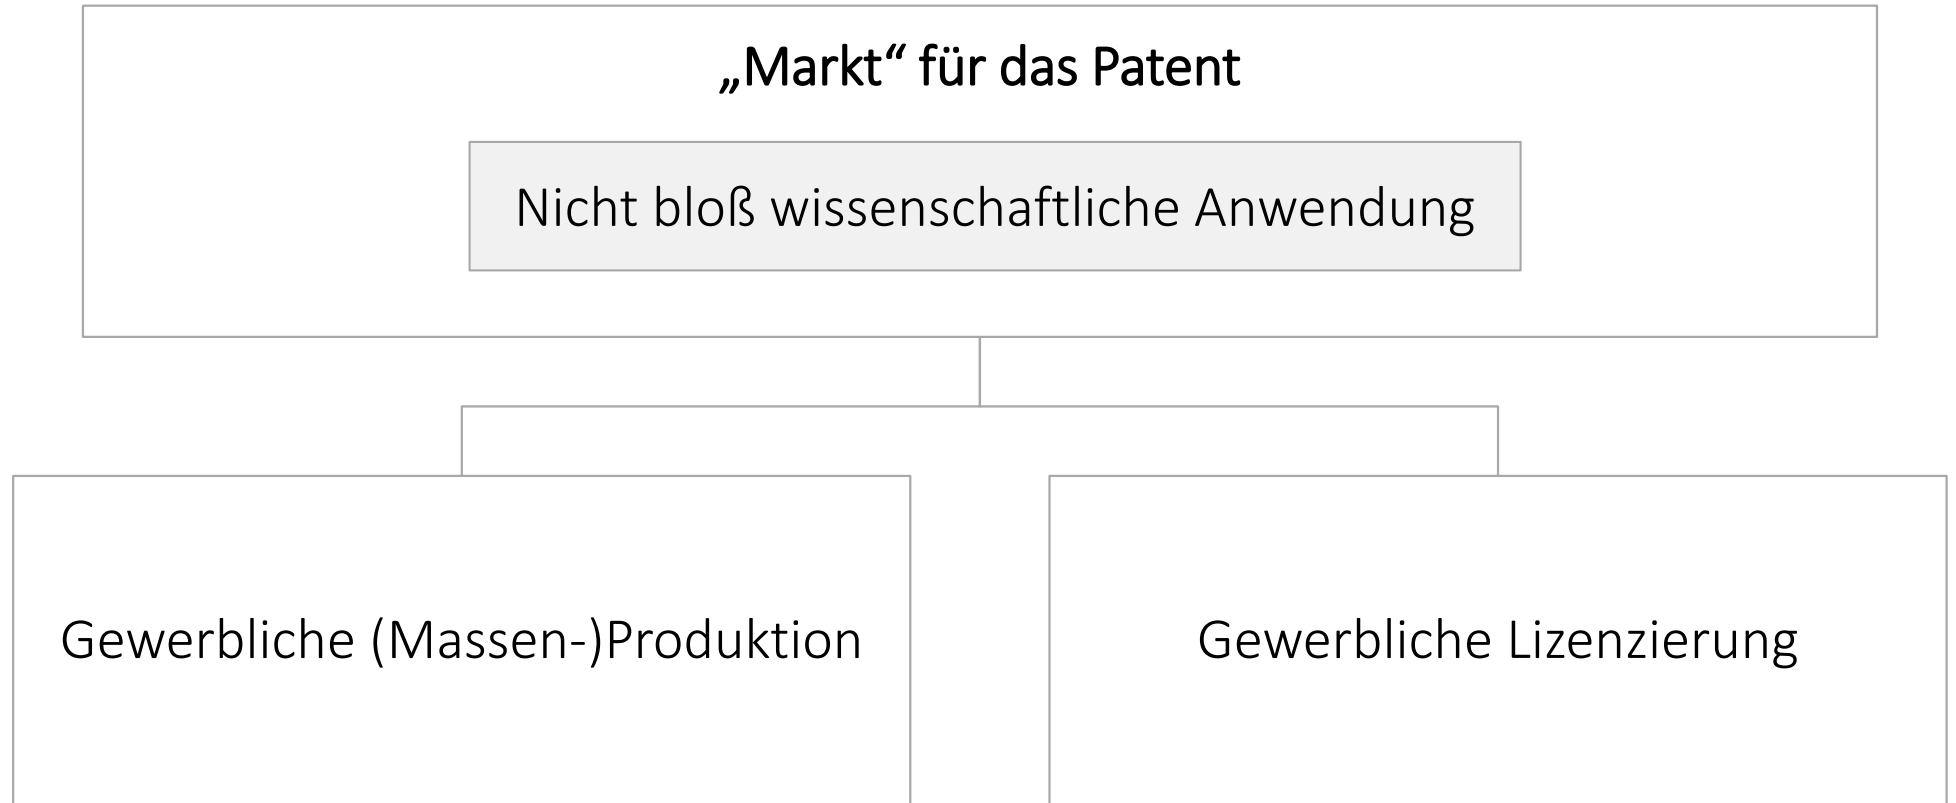 „Markt“ für das Patent
Nicht bloß wissenschaftliche Anwendung
Gewerbliche (Massen-)Produktion
Gewerbliche Lizenzierung